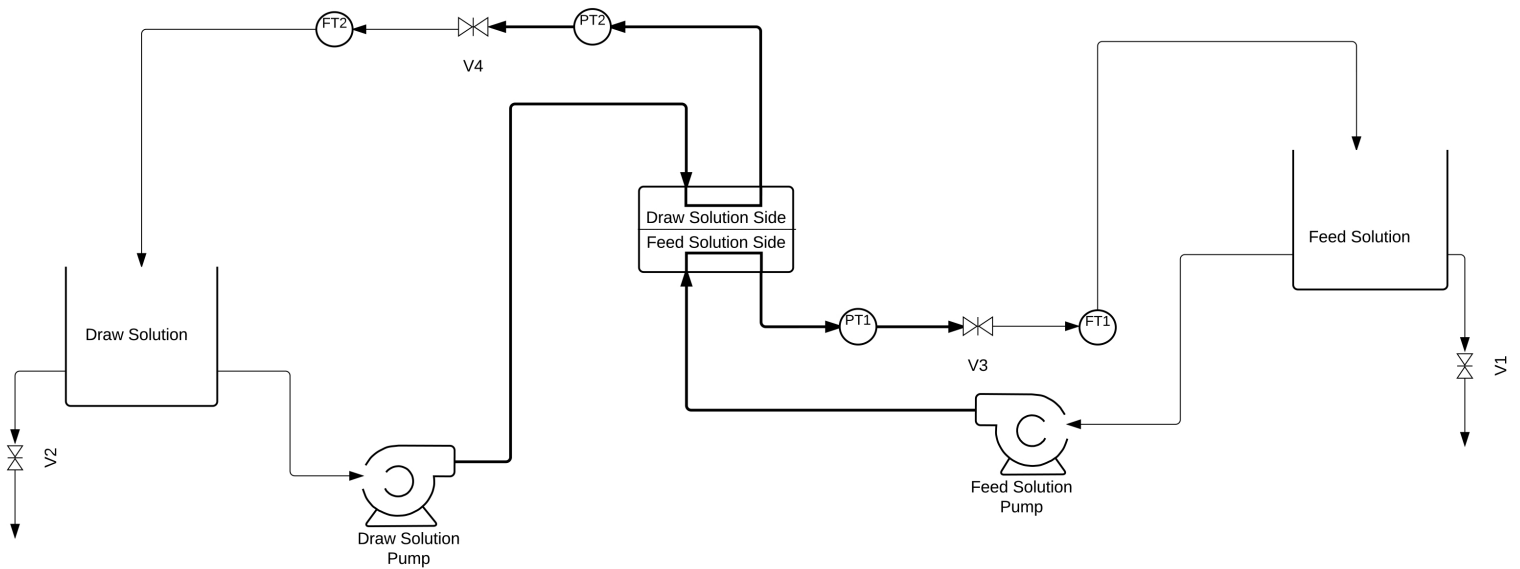 FT2
PT2
V4
Draw Solution Side
Feed Solution Side
Feed Solution
Draw Solution
PT1
FT1
V3
V1
V2
Feed Solution
Pump
Draw Solution
Pump